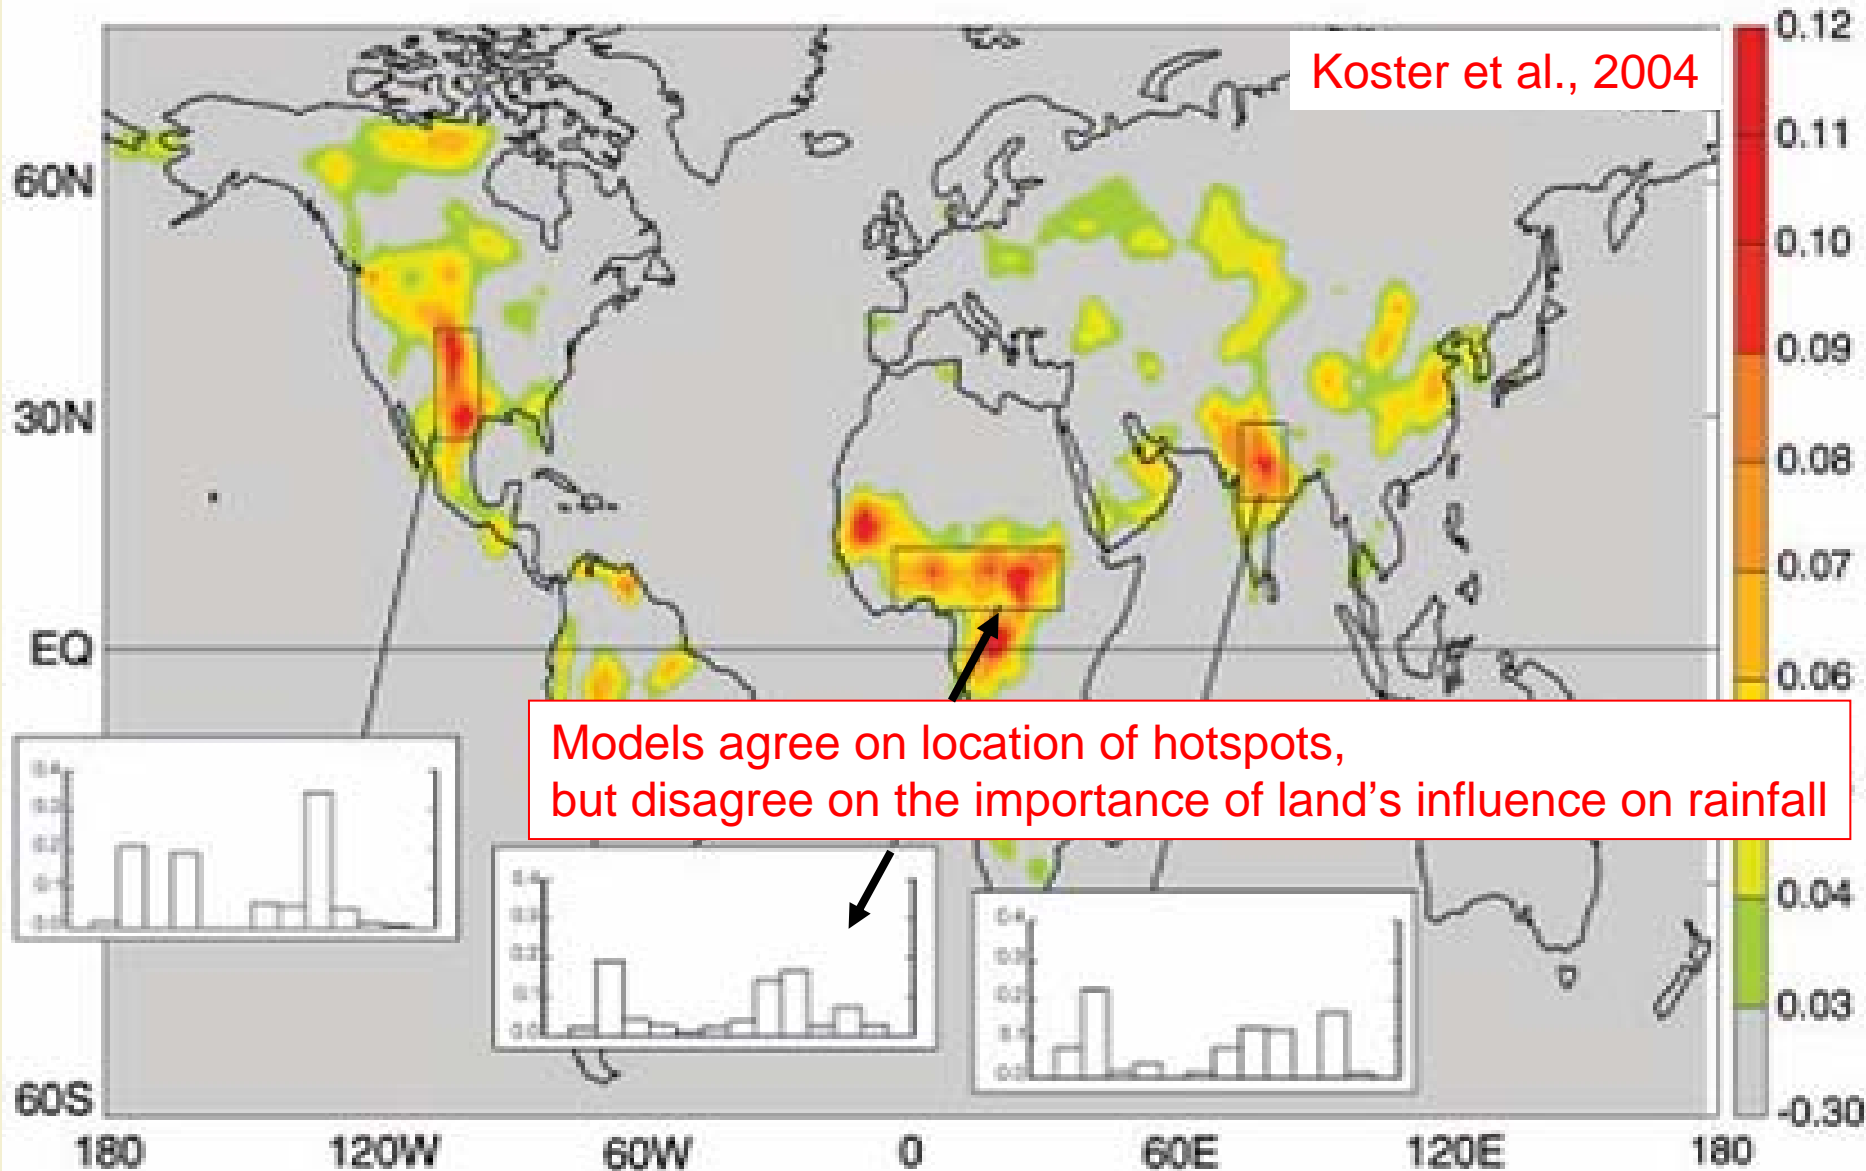 Koster et al., 2004
0.12
0.11
0.10
0.09
0.08
0.07
0.06
0.04
0.03
-0.30
60N
30N
EQ
60S
Models agree on location of hotspots,
but disagree on the importance of land's influence on rainfall
180 120W 60W 0 60E 120E 180